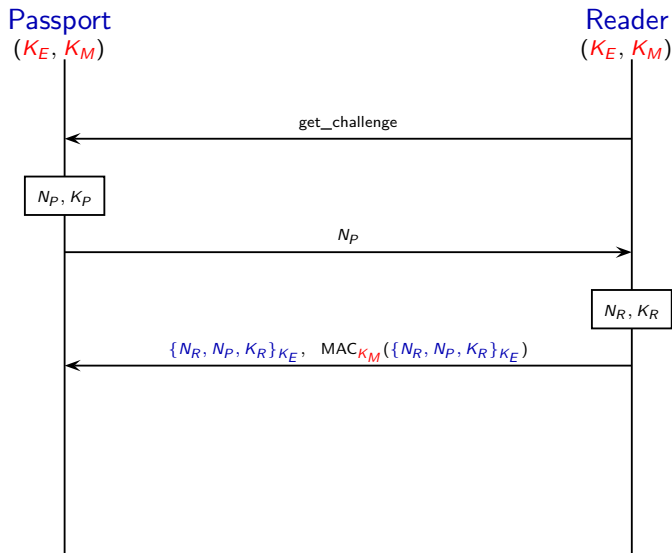 Passport Reader
(K_E, K_M) (K_E, K_M)
get_challenge
N_P, K_P
N_P
N_R, K_R
{N_R, N_P, K_R}_{K_E}, MAC_{K_M}({N_R, N_P, K_R}_{K_E})